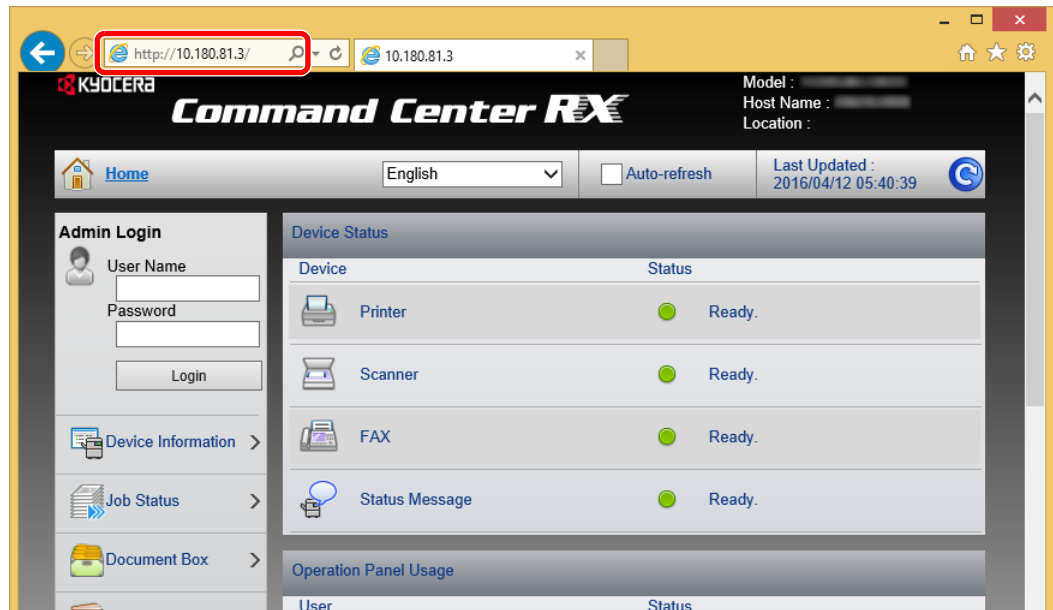 http://10.180.81.3/
10.180.81.3
KYOCERA
Command Center RX
Model :
Host Name :
Location :
Home
English
Auto-refresh
Last Updated :
2016/04/12 05:40:39
Admin Login
User Name
Password
Login
Device Information
Job Status
Document Box
Device Status
Device Status
Printer Ready.
Scanner Ready.
FAX Ready.
Status Message Ready.
Operation Panel Usage
User Status